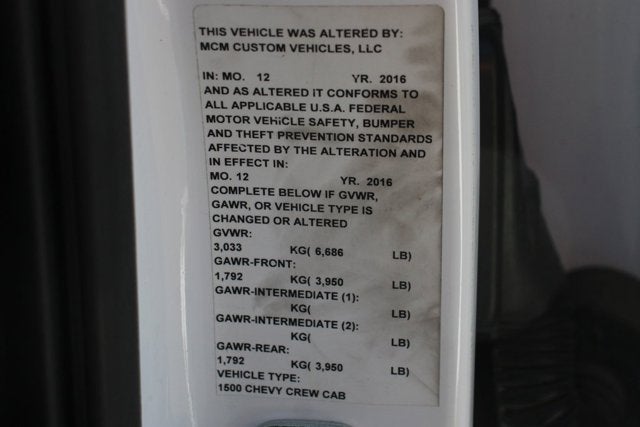 THIS VEHICLE WAS ALTERED BY:
MCM CUSTOM VEHICLES, LLC
IN: MO. 12 YR. 2016
AND AS ALTERED IT CONFORMS TO
ALL APPLICABLE U.S.A. FEDERAL
MOTOR VEHICLE SAFETY, BUMPER
AND THEFT PREVENTION STANDARDS
AFFECTED BY THE ALTERATION AND
IN EFFECT IN:
MO. 12 YR. 2016
COMPLETE BELOW IF GVWR,
GAWR, OR VEHICLE TYPE IS
CHANGED OR ALTERED
GVWR:
3,033 KG( 6,686 LB)
GAWR-FRONT:
1,792 KG( 3,950 LB)
GAWR-INTERMEDIATE (1):
KG( LB)
GAWR-INTERMEDIATE (2):
KG( LB)
GAWR-REAR:
1,792 KG( 3,950 LB)
VEHICLE TYPE:
1500 CHEVY CREW CAB